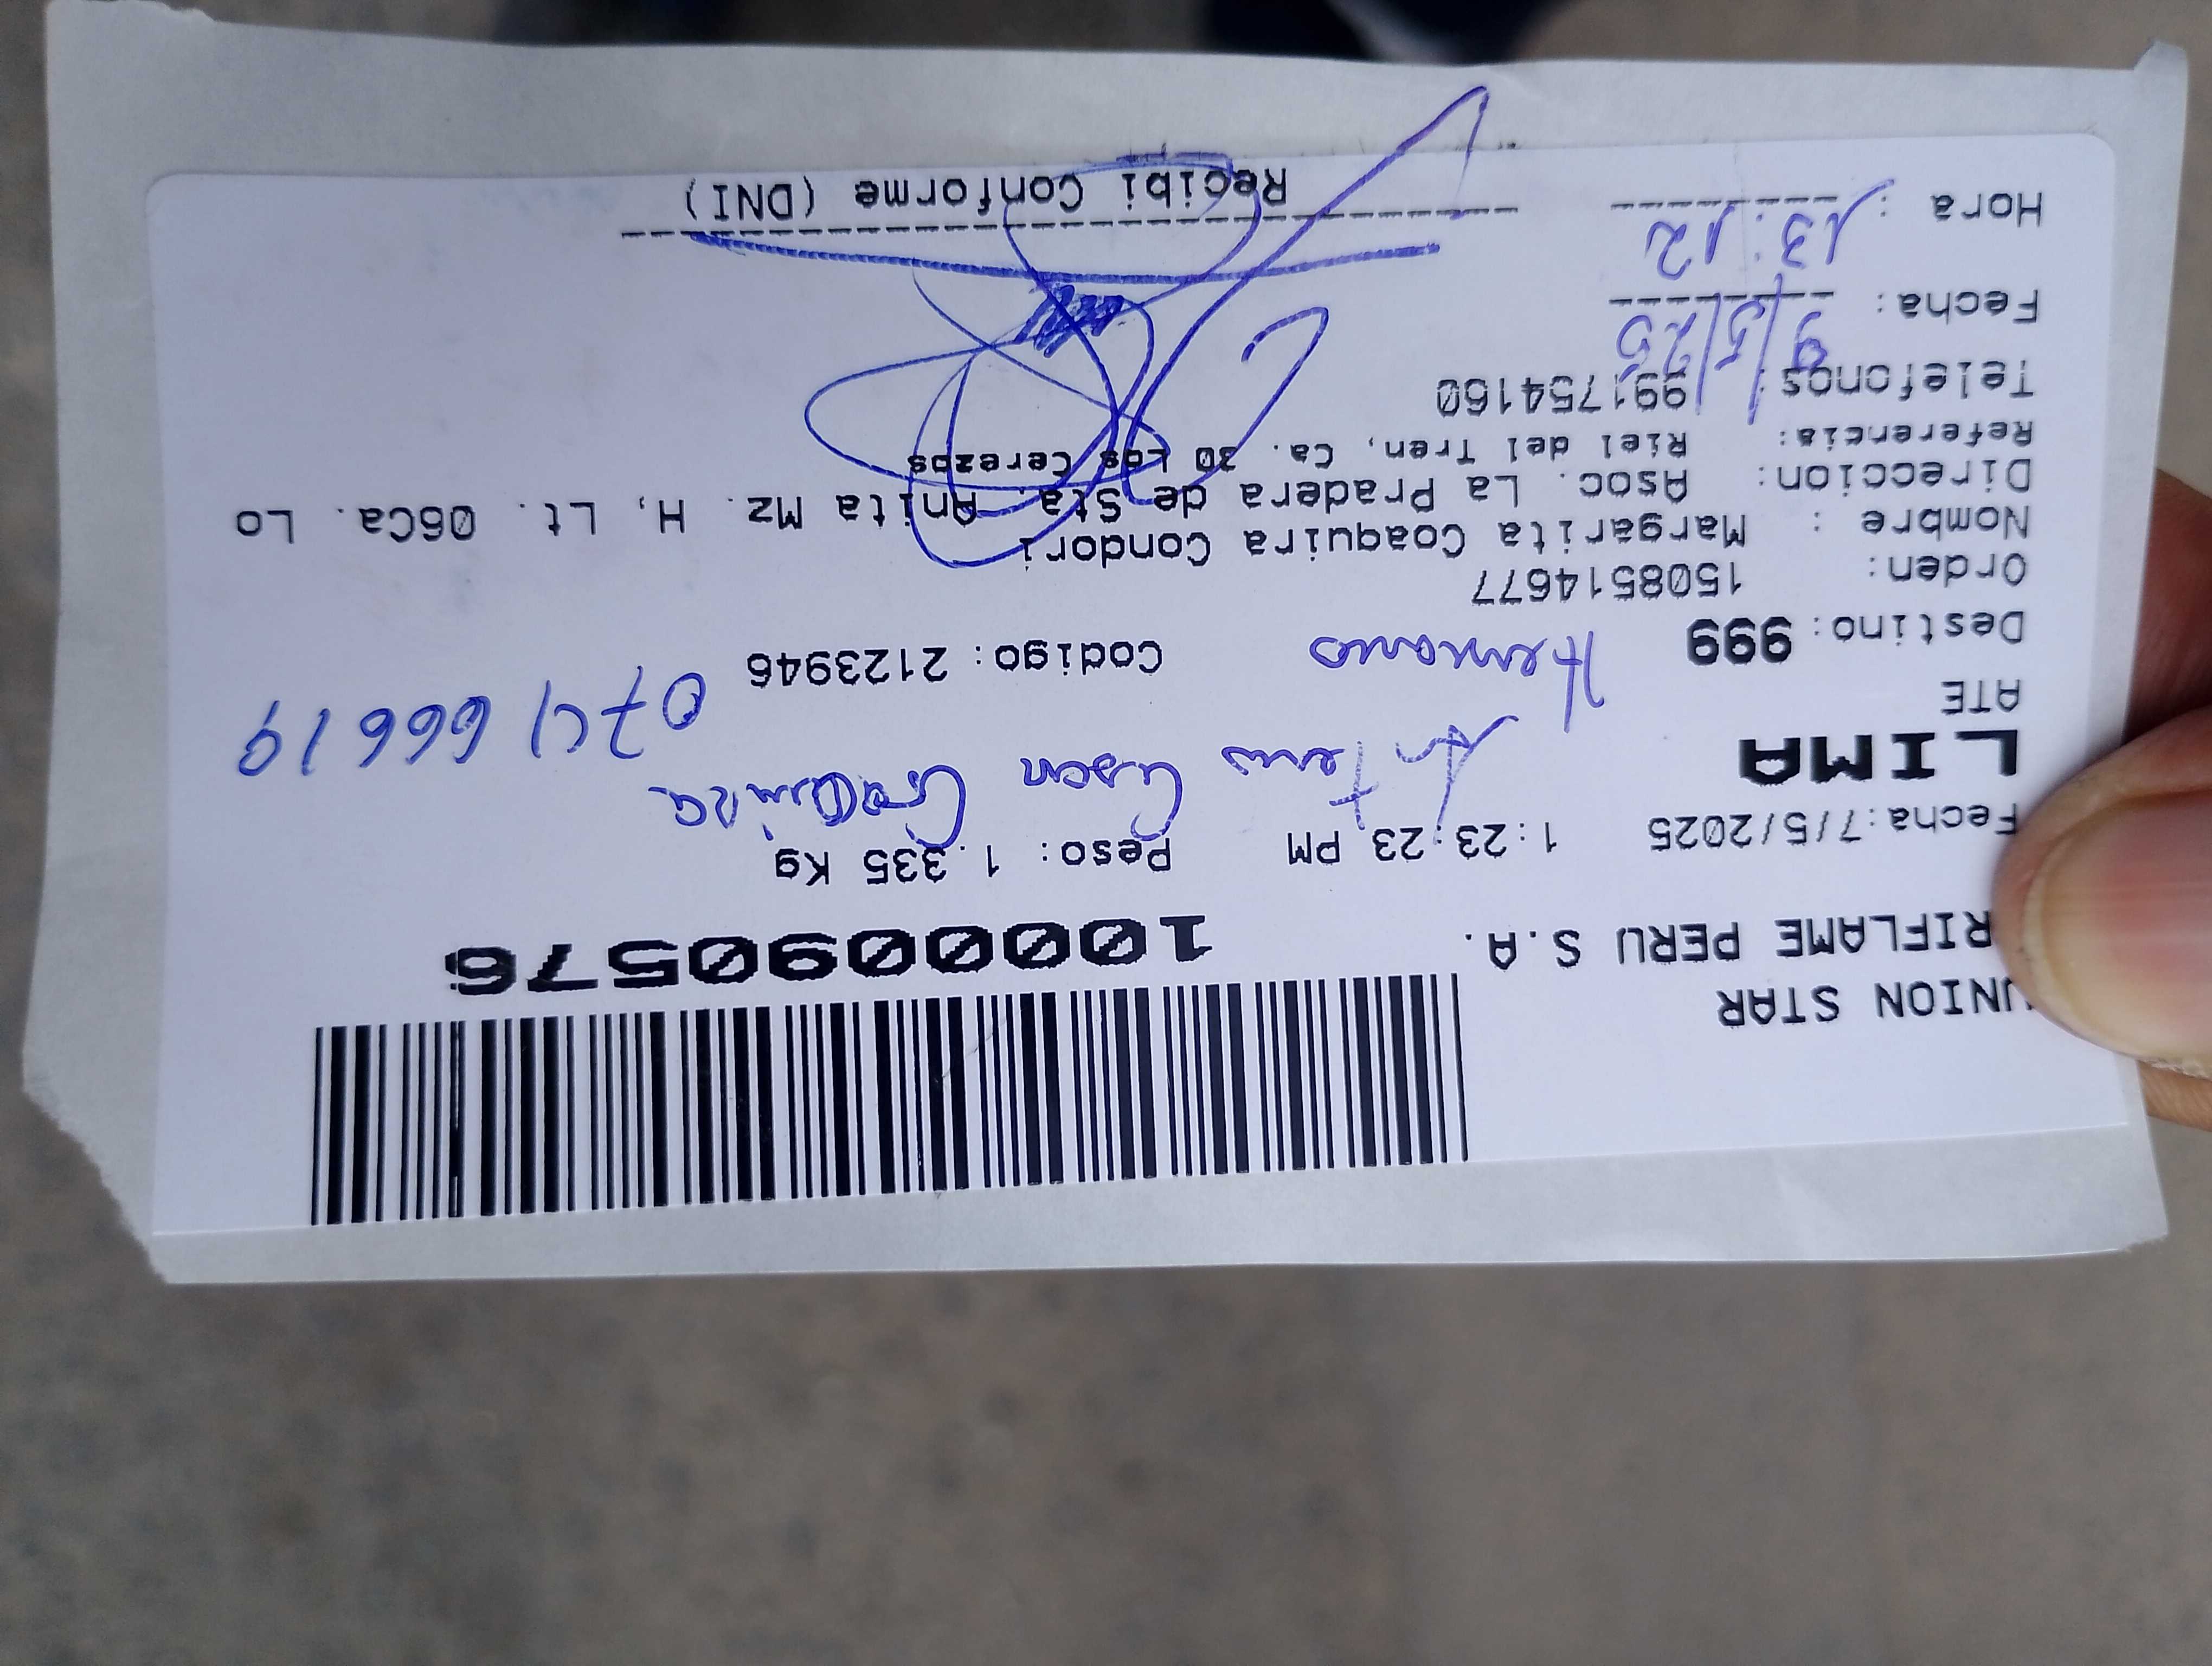 UNION STAR
RIFLAME PERU S.A.
1000090576
Fecha:7/5/2025 1:23:23 PM Peso: 1.335 Kg
LIMA
ATE
07466619
Destino: 999 Hermano Codigo: 2123946
Orden: 1508514677
Nombre : Margarita Coaquira Condori
Direccion: Asoc. La Pradera de Sta. Anita Mz. H, Lt. 06Ca. Lo
Referencia: Riel del Tren, Ca. 30 Los Cerezos
Telefonos: 991754160
Fecha: 9/5/25
Hora : 13:12
Recibi Conforme (DNI)